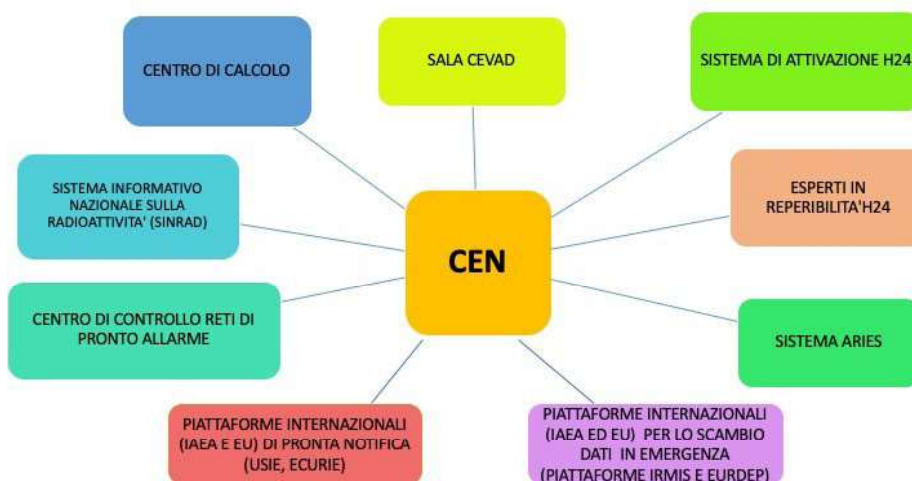 CENTRO DI CALCOLO
SALA CEVAD
SISTEMA DI ATTIVAZIONE H24
SISTEMA INFORMATIVO
NAZIONALE SULLA
RADIOATTIVITA' (SINRAD)
ESPERTI IN
REPERIBILITA'H24
CEN
CENTRO DI CONTROLLO RETI DI
PRONTO ALLARME
SISTEMA ARIES
PIATTAFORME INTERNAZIONALI
(IAEA E EU) DI PRONTA NOTIFICA
(USIE, ECURIE)
PIATTAFORME INTERNAZIONALI
(IAEA ED EU) PER LO SCAMBIO
DATI IN EMERGENZA
(PIATTAFORME IRMIS E EURDEP)